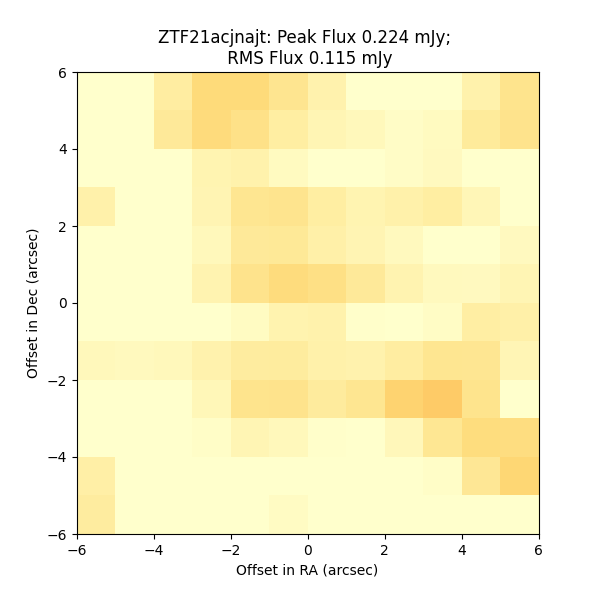 ZTF21acjnajt: Peak Flux 0.224 mJy;
RMS Flux 0.115 mJy
6
4
2
0
−2
−4
−6
Offset in Dec (arcsec)
−6 −4 −2 0 2 4 6
Offset in RA (arcsec)